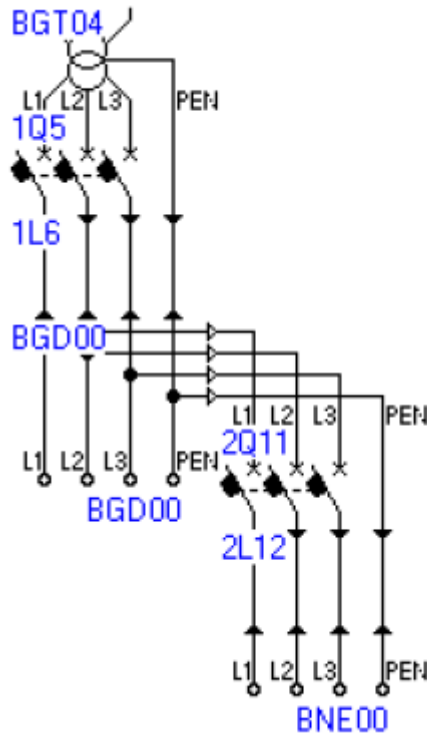 BGT04
L1 L2 L3 PEN
1Q5
1L6
BGD00
L1 L2 L3 PEN
2Q11
L1 L2 L3 PEN
BGD00
2L12
L1 L2 L3 PEN
BNE00